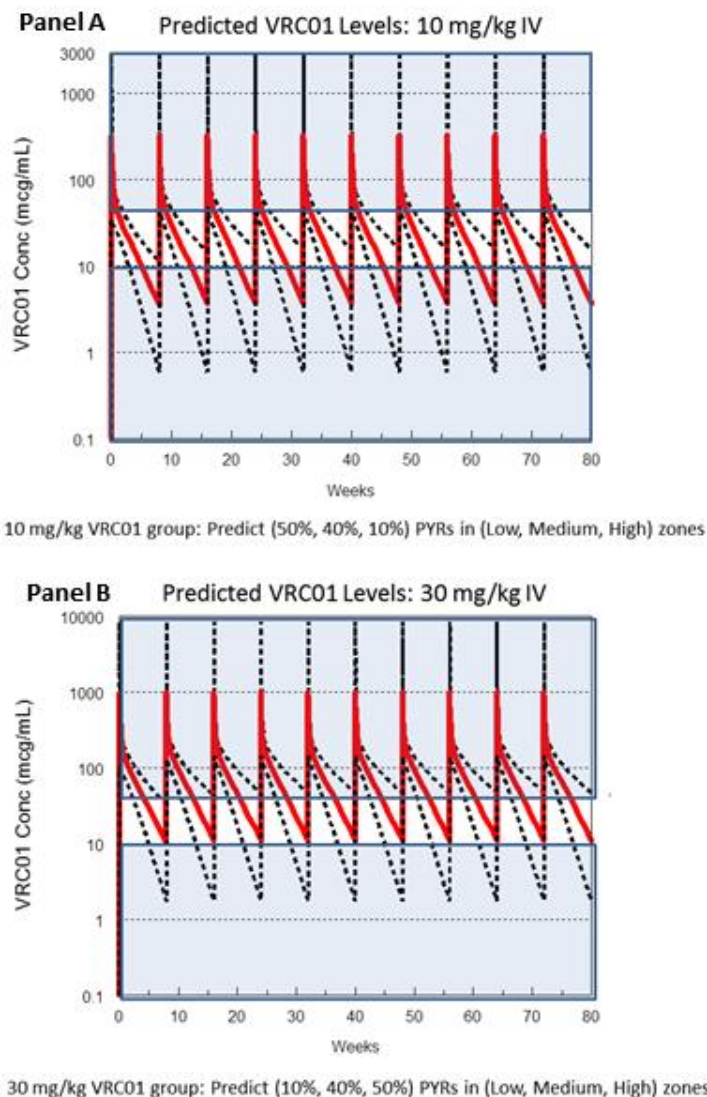 Panel A Predicted VRC01 Levels: 10 mg/kg IV
VRC01 Conc (mcg/mL)
3000
1000
100
10
1
0.1
0 10 20 30 40 50 60 70 80
Weeks
10 mg/kg VRC01 group: Predict (50%, 40%, 10%) PYRs in (Low, Medium, High) zones
Panel B Predicted VRC01 Levels: 30 mg/kg IV
VRC01 Conc (mcg/mL)
10000
1000
100
10
1
0.1
0 10 20 30 40 50 60 70 80
Weeks
30 mg/kg VRC01 group: Predict (10%, 40%, 50%) PYRs in (Low, Medium, High) zones